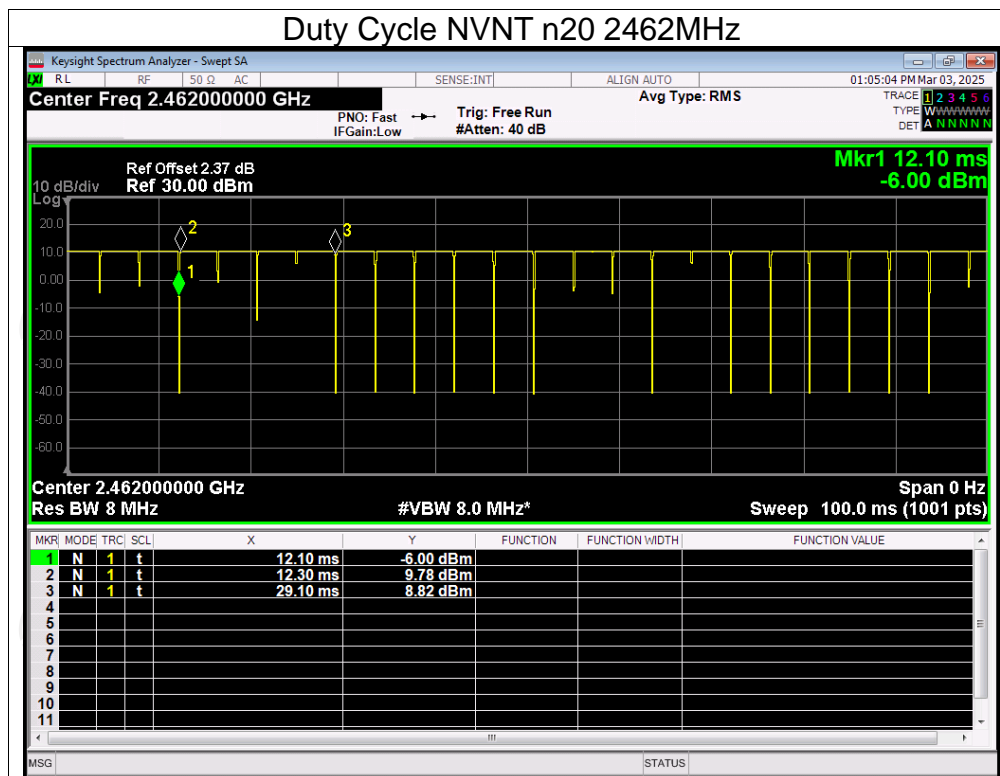 Duty Cycle NVNT n20 2462MHz
Keysight Spectrum Analyzer - Swept SA
LXI RL RF 50 Ω AC SENSE:INT ALIGN AUTO 01:05:04 PM Mar 03, 2025
Center Freq 2.462000000 GHz Avg Type: RMS TRACE 1 2 3 4 5 6
PNO: Fast Trig: Free Run TYPE WWWWWW
IFGain:Low #Atten: 40 dB DET A N N N N N
Mkr1 12.10 ms
Ref Offset 2.37 dB
10 dB/div Ref 30.00 dBm -6.00 dBm
Log
20.0
2
3
10.0
1
0.00
-10.0
-20.0
-30.0
-40.0
-50.0
-60.0
Center 2.462000000 GHz Span 0 Hz
Res BW 8 MHz #VBW 8.0 MHz* Sweep 100.0 ms (1001 pts)
MKR MODE TRC SCL X Y FUNCTION FUNCTION WIDTH FUNCTION VALUE
1 N 1 t 12.10 ms -6.00 dBm
2 N 1 t 12.30 ms 9.78 dBm
3 N 1 t 29.10 ms 8.82 dBm
4
5
6
7
8
9
10
11
MSG STATUS